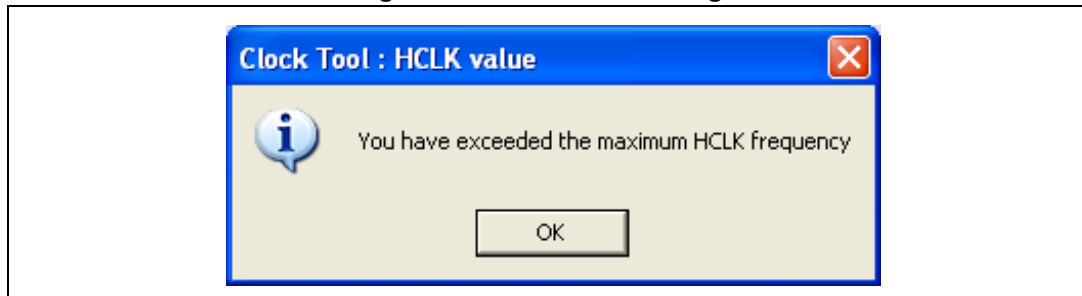 Clock Tool : HCLK value
You have exceeded the maximum HCLK frequency
OK